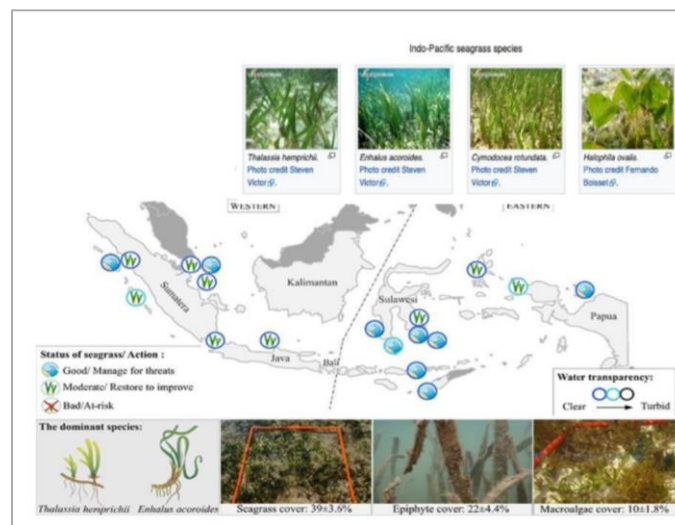 Indo-Pacific seagrass species
Thalassia hemprichii.
Photo credit Steven
Victor.
Enhalus acoroides.
Photo credit Steven
Victor.
Cymodocea rotundata.
Photo credit Steven
Victor.
Halophila ovalis.
Photo credit Fernando
Boisset.
WESTERN
EASTERN
Sumatera
Kalimantan
Sulawesi
Papua
Java
Bali
Status of seagrass/ Action :
Good/ Manage for threats
Moderate/ Restore to improve
Bad/At-risk
Water transparency:
Clear
Turbid
The dominant species:
Thalassia hemprichii
Enhalus acoroides
Seagrass cover: 39±3.6%
Epiphyte cover: 22±4.4%
Macroalgae cover: 10±1.8%